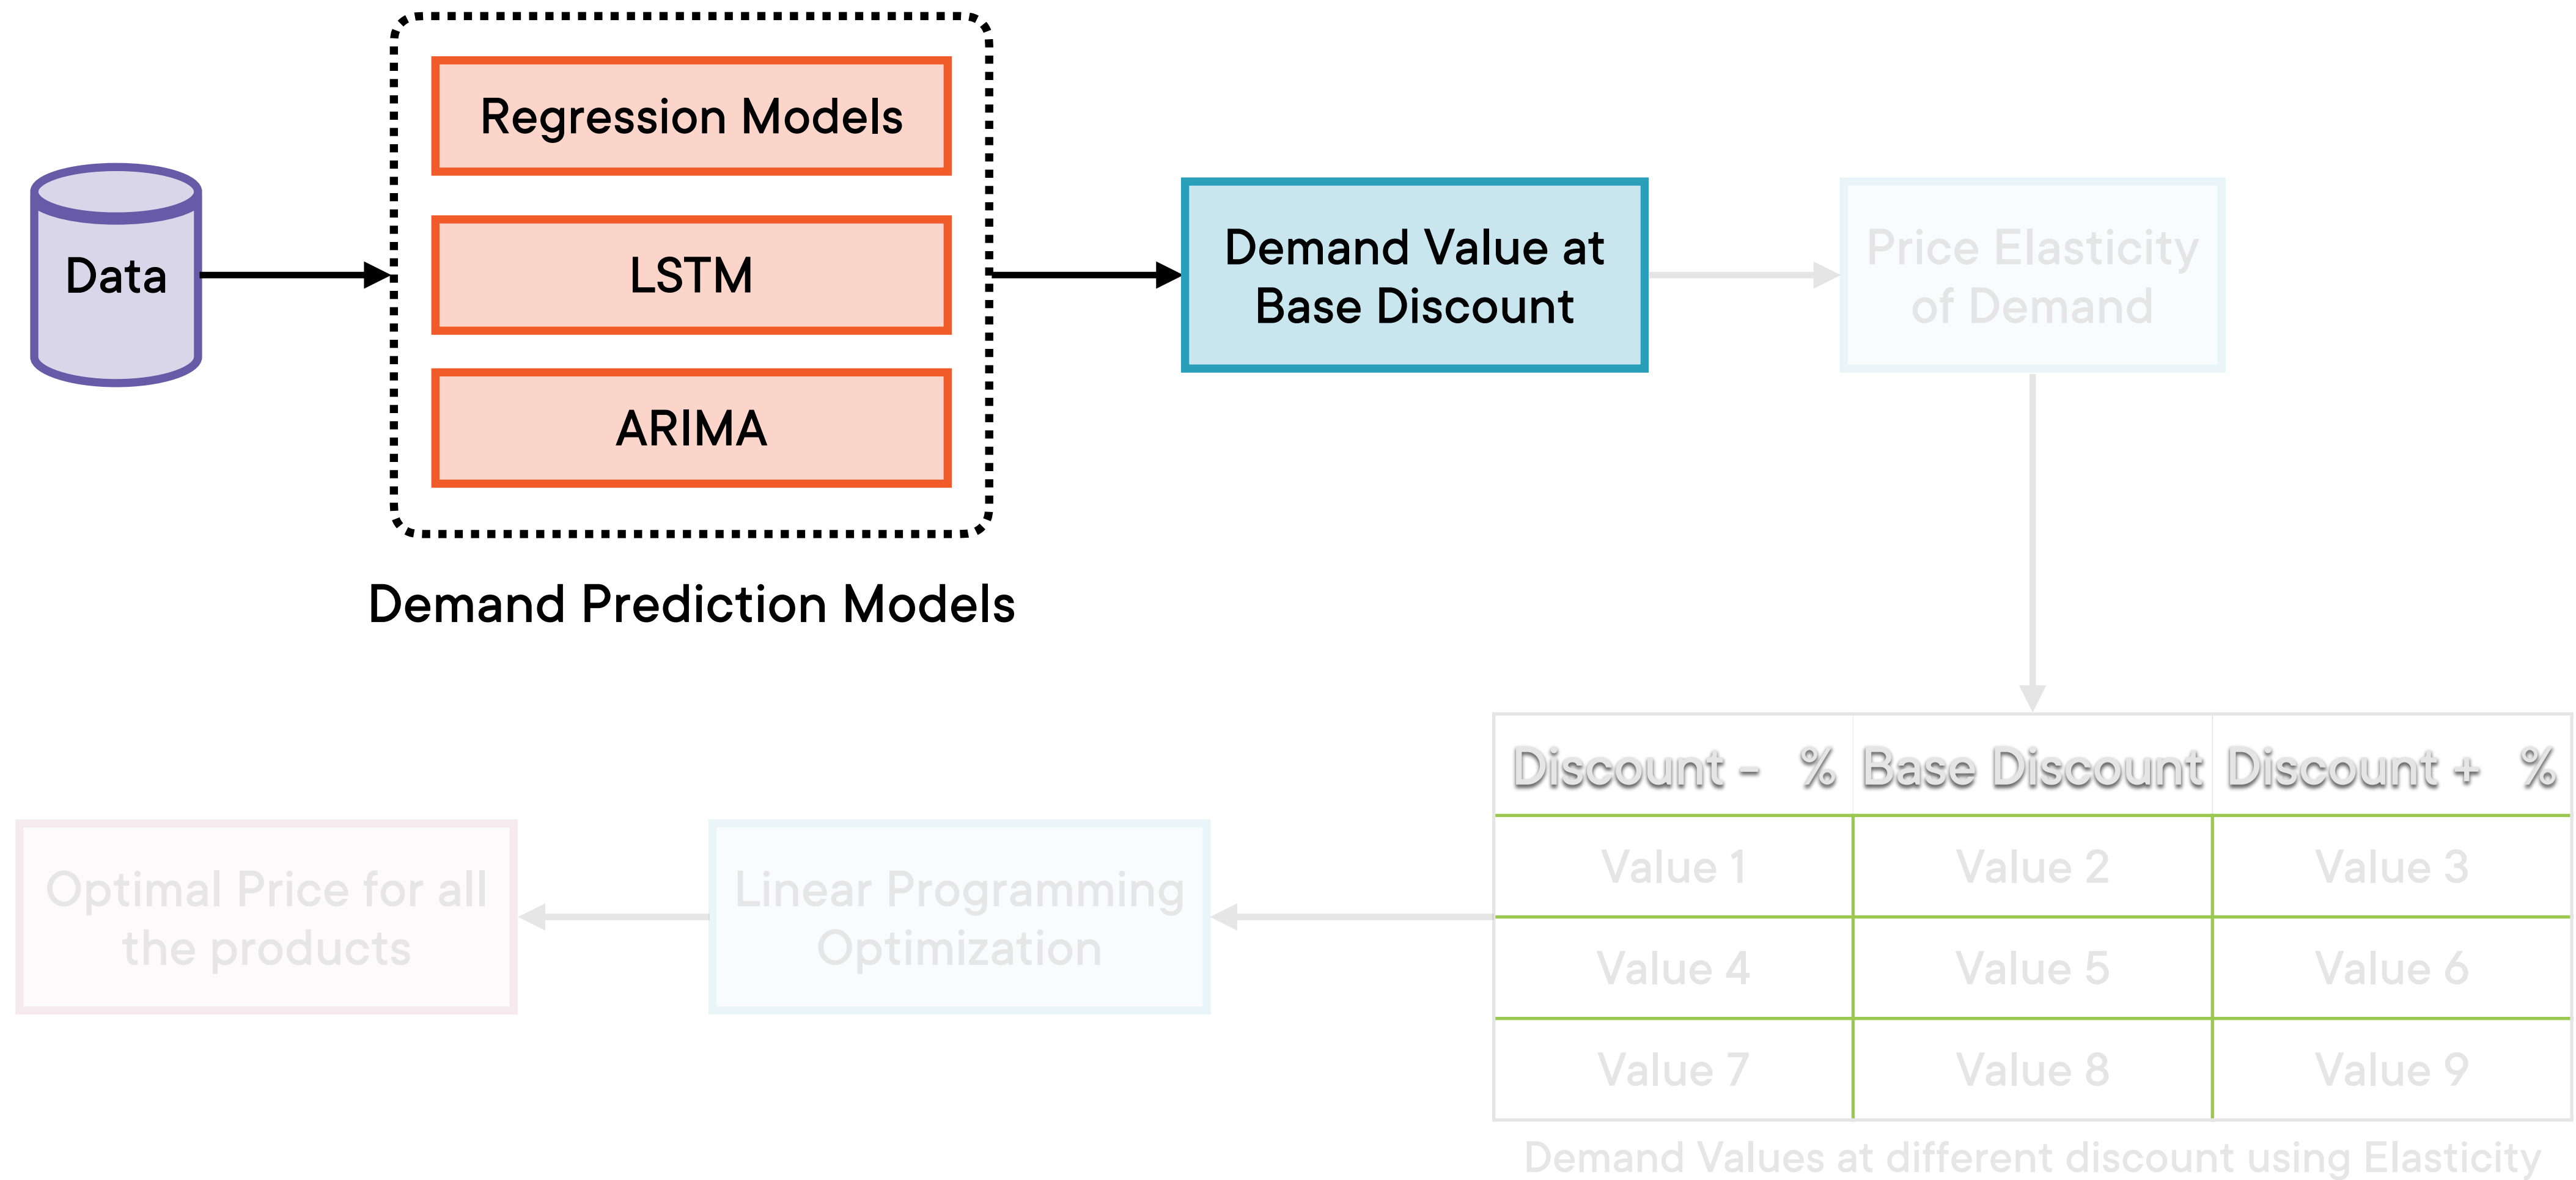 Regression Models
Data
LSTM
ARIMA
Demand Prediction Models
Demand Value at
Base Discount
Price Elasticity
of Demand
Discount - % Base Discount Discount + %
Value 1 Value 2 Value 3
Value 4 Value 5 Value 6
Value 7 Value 8 Value 9
Demand Values at different discount using Elasticity
Linear Programming
Optimization
Optimal Price for all
the products